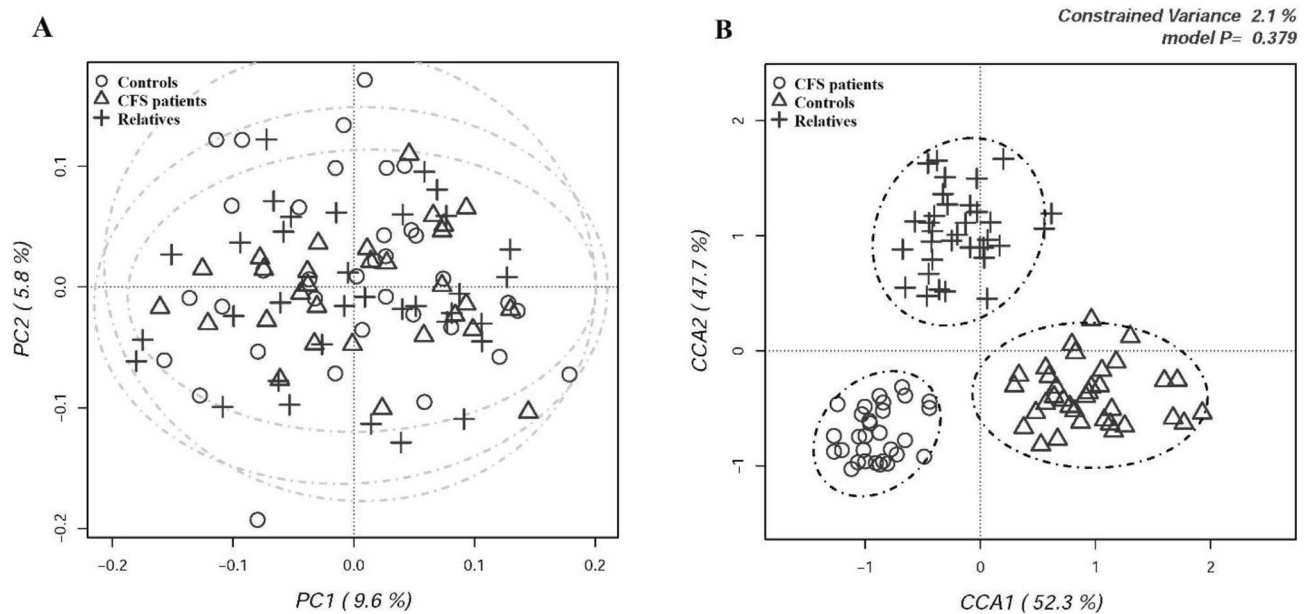 A
Controls
CFS patients
Relatives
PC2 ( 5.8 %)
0.1
0.0
−0.1
−0.2
−0.2
−0.1
0.0
0.1
0.2
PC1 ( 9.6 %)
B
Constrained Variance 2.1 %
model P= 0.379
CFS patients
Controls
Relatives
CCA2 ( 47.7 %)
2
1
0
−1
−1
0
1
2
CCA1 ( 52.3 %)